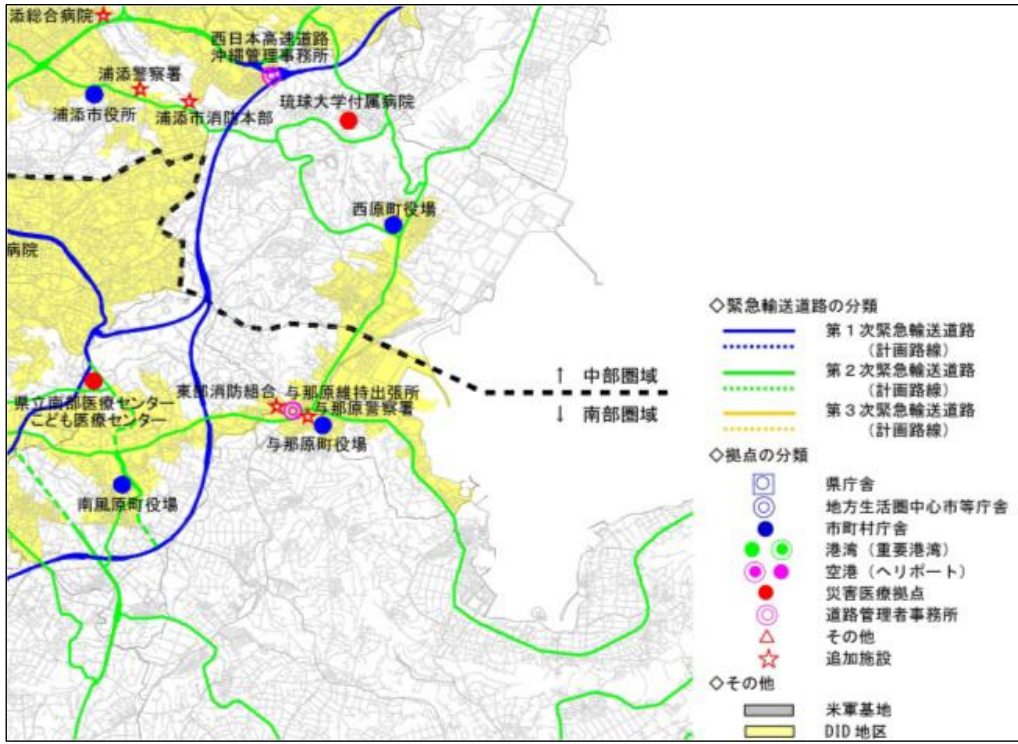 添総合病院
西日本高速道路
沖縄管理事務所
浦添警察署
琉球大学付属病院
浦添市役所
浦添市消防本部
西原町役場
病院
東部消防組合
与那原維持出張所
与那原警察署
県立南部医療センター
こども医療センター
与那原町役場
南風原町役場
↑ 中部圏域
↓ 南部圏域
◇緊急輸送道路の分類
第1次緊急輸送道路
(計画路線)
第2次緊急輸送道路
(計画路線)
第3次緊急輸送道路
(計画路線)
◇拠点の分類
県庁舎
地方生活圏中心市等庁舎
市町村庁舎
港湾(重要港湾)
空港(ヘリポート)
災害医療拠点
道路管理者事務所
その他
追加施設
◇その他
米軍基地
DID地区